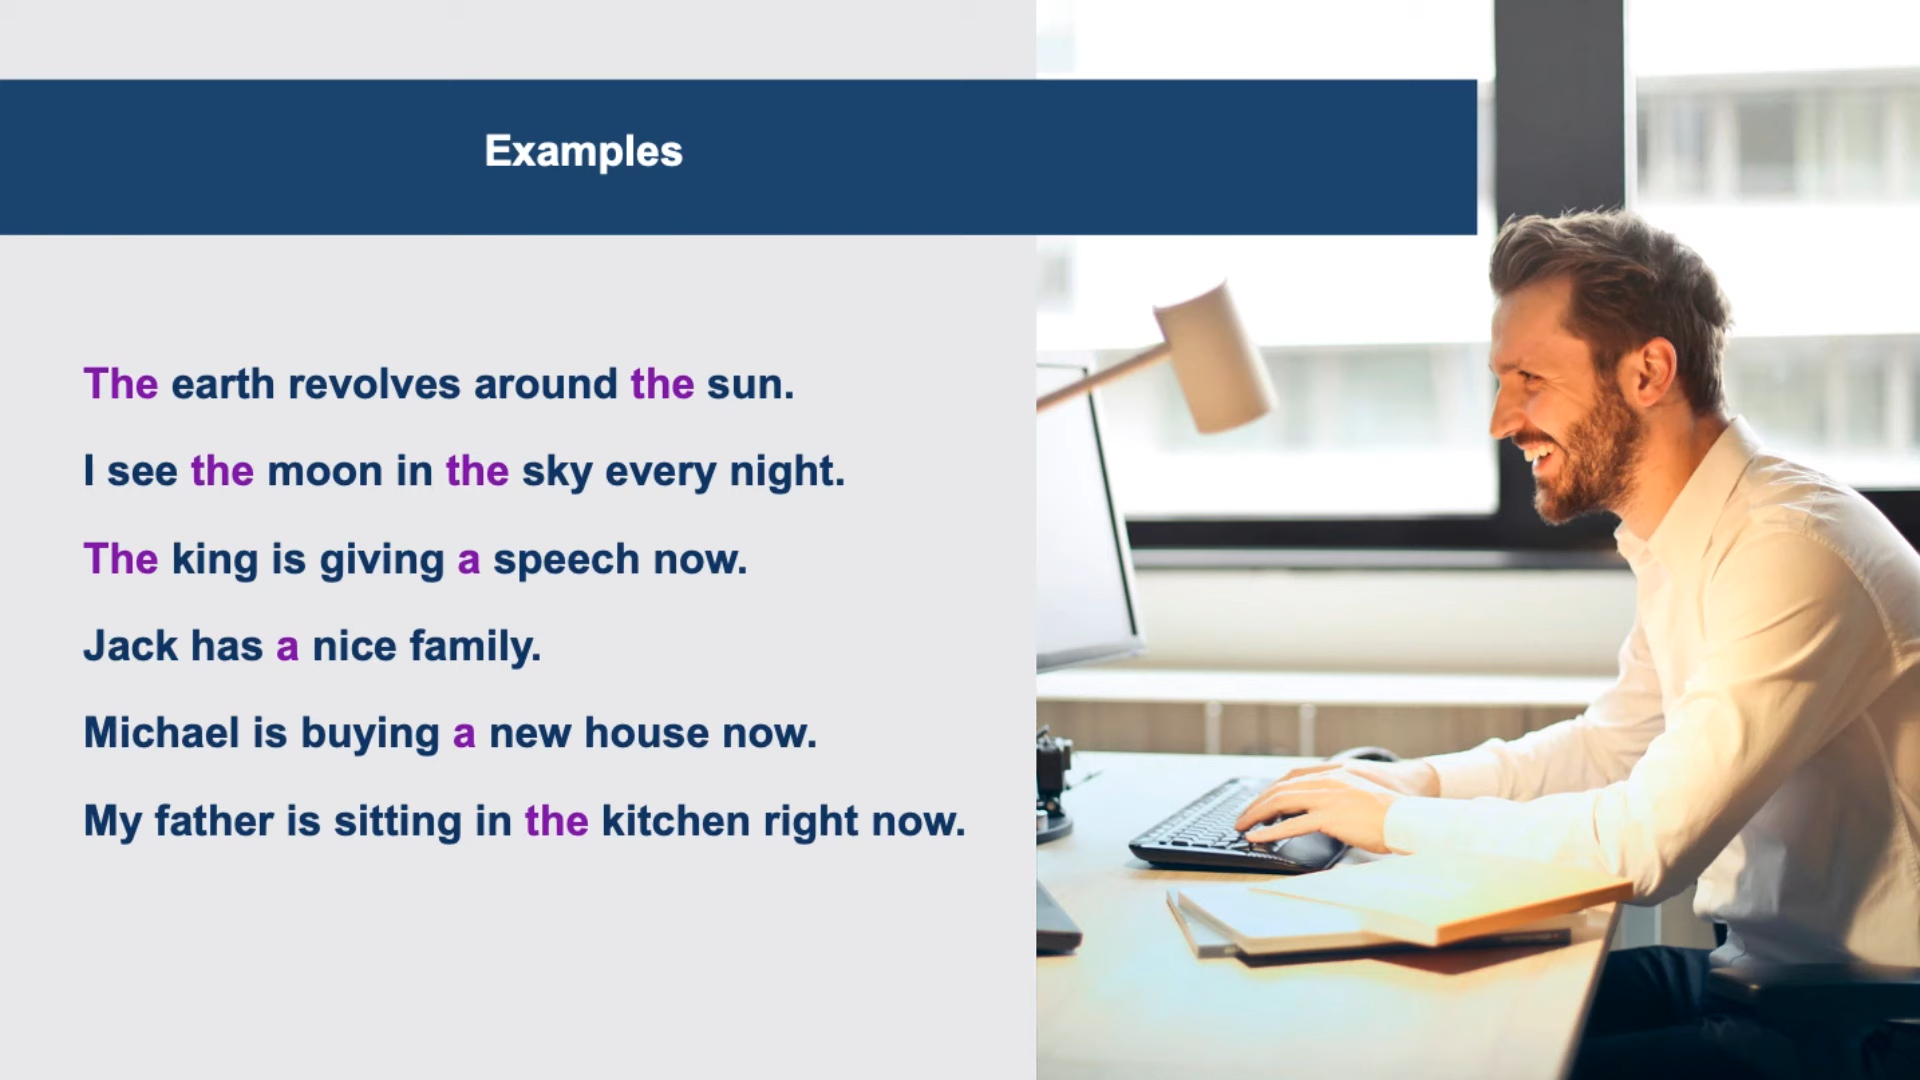 Examples
The earth revolves around the sun.
I see the moon in the sky every night.
The king is giving a speech now.
Jack has a nice family.
Michael is buying a new house now.
My father is sitting in the kitchen right now.